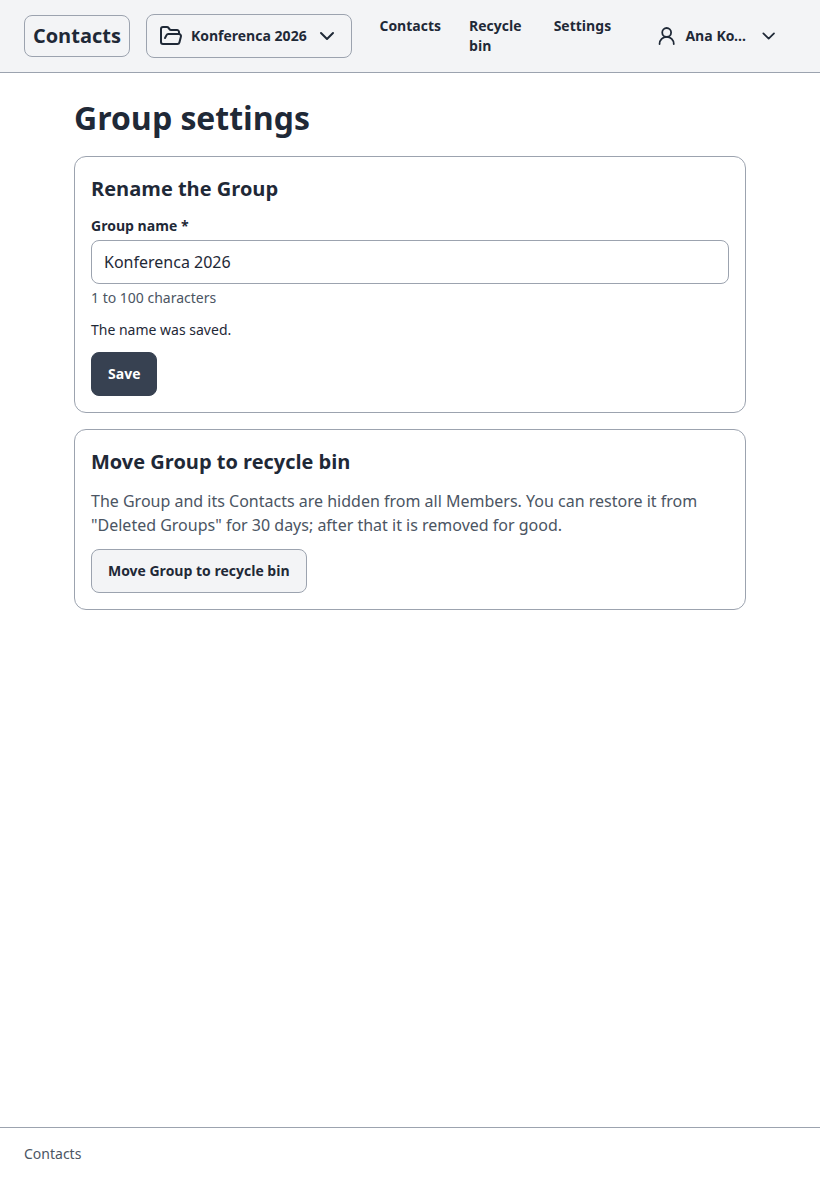 Contacts
Konferenca 2026
Contacts
Recycle
bin
Settings
Ana Ko...
Group settings
Rename the Group
Group name *
Konferenca 2026
1 to 100 characters
The name was saved.
Save
Move Group to recycle bin
The Group and its Contacts are hidden from all Members. You can restore it from
"Deleted Groups" for 30 days; after that it is removed for good.
Move Group to recycle bin
Contacts